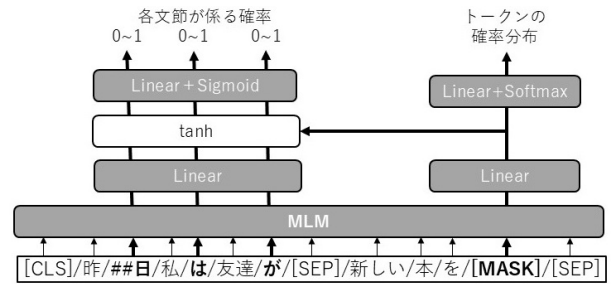 各文節が係る確率
0~1 0~1 0~1
トークンの
確率分布
Linear+Sigmoid
Linear+Softmax
tanh
Linear
Linear
MLM
[CLS]/昨/##日/私/は/友達/が/[SEP]/新しい/本/を/[MASK]/[SEP]